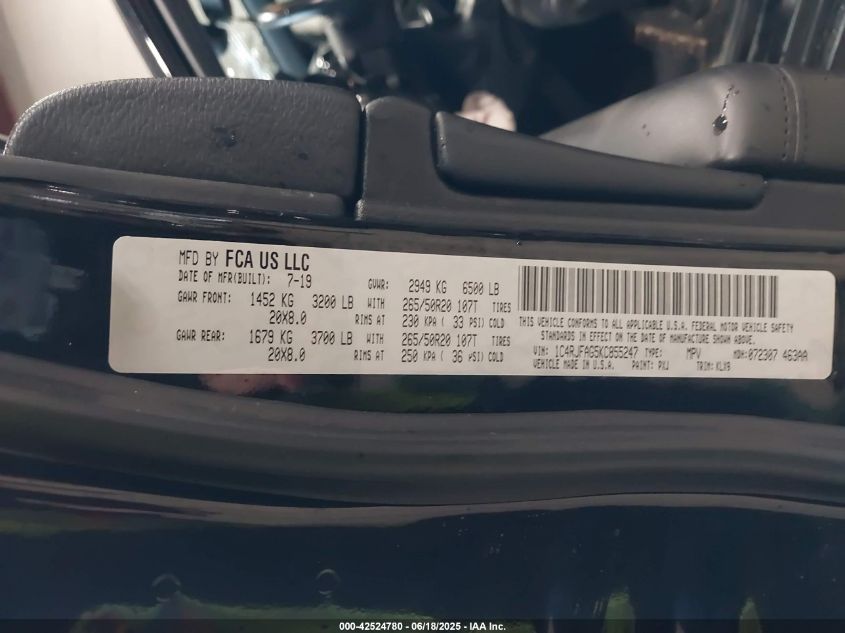 MFD BY FCA US LLC
DATE OF MFR(BUILT): 7-19 GVWR: 2949 KG 6500 LB
GAWR FRONT: 1452 KG 3200 LB WITH 265/50R20 107T TIRES
20X8.0 RIMS AT 230 KPA ( 33 PSI) COLD
GAWR REAR: 1679 KG 3700 LB WITH 265/50R20 107T TIRES
20X8.0 RIMS AT 250 KPA ( 36 PSI) COLD
THIS VEHICLE CONFORMS TO ALL APPLICABLE U.S.A. FEDERAL MOTOR VEHICLE SAFETY
STANDARDS IN EFFECT ON THE DATE OF MANUFACTURE SHOWN ABOVE.
VIN: 1C4RJFAG5KC855247 TYPE: MPV MDH: 072307 463AA
VEHICLE MADE IN U.S.A. PAINT: PXJ TRIM: KLX9
000-42524780 - 06/18/2025 - IAA Inc.